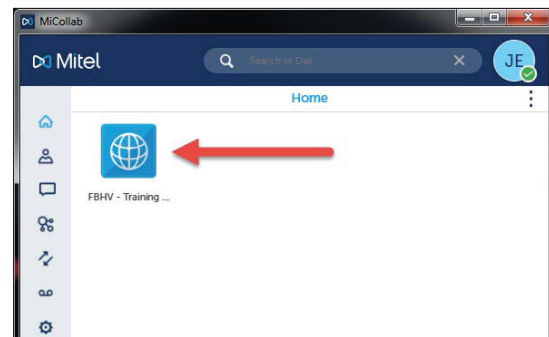 MiCollab
Mitel
Search or Dial
JE
Home
FBHV - Training ...